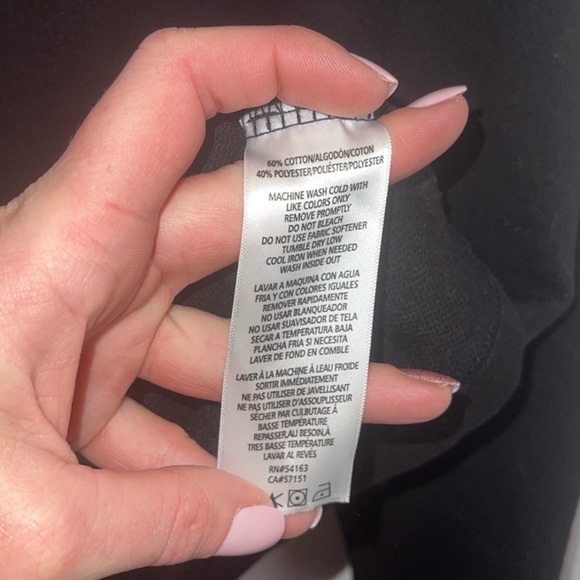 60% COTTON/ALGODÓN/COTON
40% POLYESTER/POLIÉSTER/POLYESTER
MACHINE WASH COLD WITH
LIKE COLORS ONLY
REMOVE PROMPTLY
DO NOT BLEACH
DO NOT USE FABRIC SOFTENER
TUMBLE DRY LOW
COOL IRON WHEN NEEDED
WASH INSIDE OUT
LAVAR A MAQUINA CON AGUA
FRIA Y CON COLORES IGUALES
REMOVER RAPIDAMENTE
NO USAR BLANQUEADOR
NO USAR SUAVISADOR DE TELA
SECAR A TEMPERATURA BAJA
PLANCHA FRIA SI NECESITA
LAVER DE FOND EN COMBLE
LAVER À LA MACHINE À LEAU FROIDE
SORTIR IMMÉDIATEMENT
NE PAS UTILISER DE JAVELLISANT
NE PAS UTILISER D'ASSOUPLISSEUR
SÉCHER PAR CULBUTAGE À
BASSE TEMPÉRATURE
REPASSER,AU BESOIN,À
TRES BASSE TEMPÉRATURE
LAVAR AL REVÉS
RN#54163
CA#57151